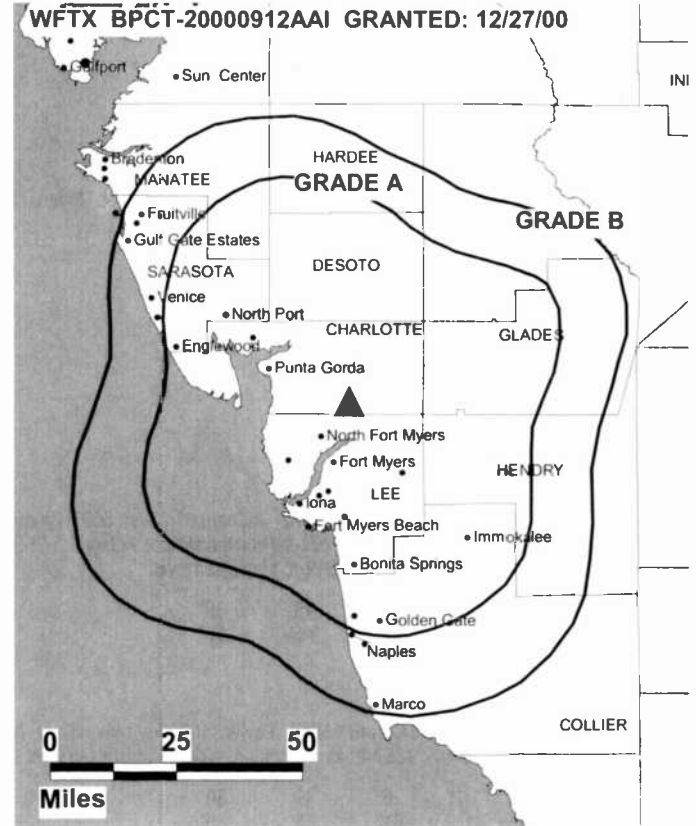 WFTX BPCT-20000912AAI GRANTED: 12/27/00
Gulfport
Sun Center
INI
Bradenton
HARDEE
MANATEE
GRADE A
Fruitville
GRADE B
Gulf Gate Estates
DESOTO
SARASOTA
Venice
North Port
CHARLOTTE
GLADES
Englewood
Punta Gorda
North Fort Myers
Fort Myers
HENDRY
LEE
Iona
Fort Myers Beach
Immokalee
Bonita Springs
Golden Gate
Naples
Marco
COLLIER
0 25 50
Miles